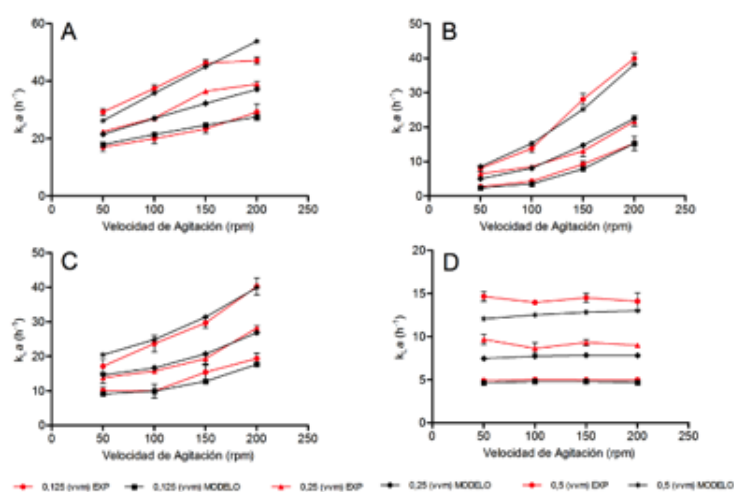 A
60
40
20
0
kLa (h⁻¹)
0 50 100 150 200 250
Velocidad de Agitación (rpm)
B
50
40
30
20
10
0
kLa (h⁻¹)
0 50 100 150 200 250
Velocidad de Agitación (rpm)
C
50
40
30
20
10
0
kLa (h⁻¹)
0 50 100 150 200 250
Velocidad de Agitación (rpm)
D
20
15
10
5
0
kLa (h⁻¹)
0 50 100 150 200 250
Velocidad de Agitación (rpm)
0,125 (vvm) EXP 0,125 (vvm) MODELO 0,25 (vvm) EXP 0,25 (vvm) MODELO 0,5 (vvm) EXP 0,5 (vvm) MODELO